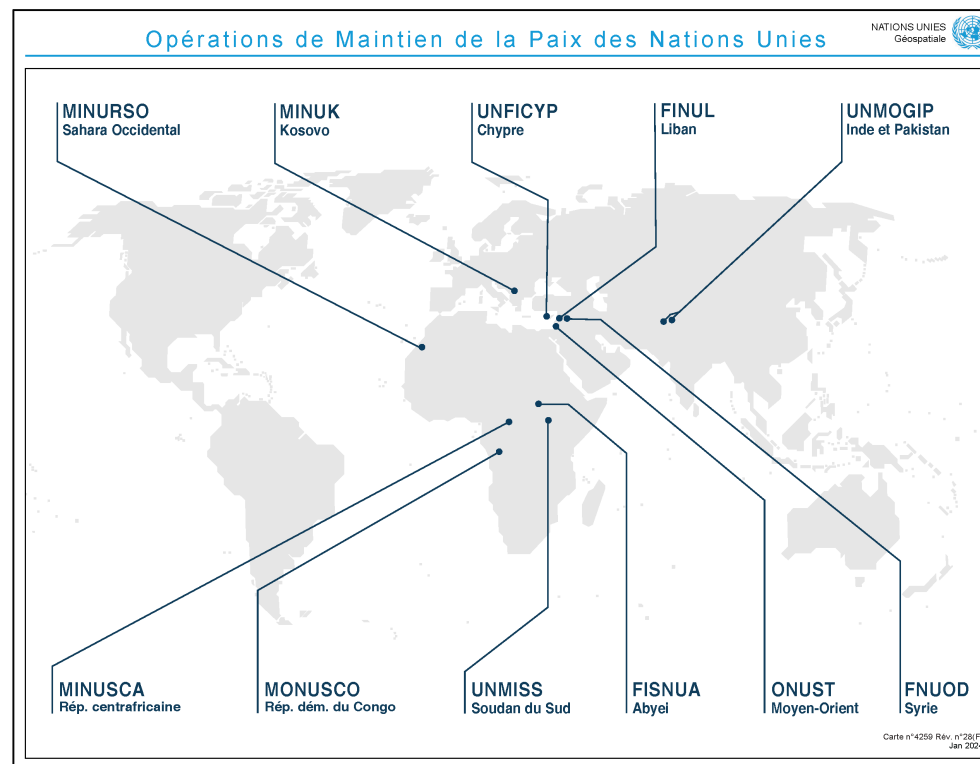 Opérations de Maintien de la Paix des Nations Unies
NATIONS UNIES
Géospatiale
MINURSO
Sahara Occidental
MINUK
Kosovo
UNFICYP
Chypre
FINUL
Liban
UNMOGIP
Inde et Pakistan
MINUSCA
Rép. centrafricaine
MONUSCO
Rép. dém. du Congo
UNMISS
Soudan du Sud
FISNUA
Abyei
ONUST
Moyen-Orient
FNUOD
Syrie
Carte n°4259 Rév. n°28(F
Jan 202